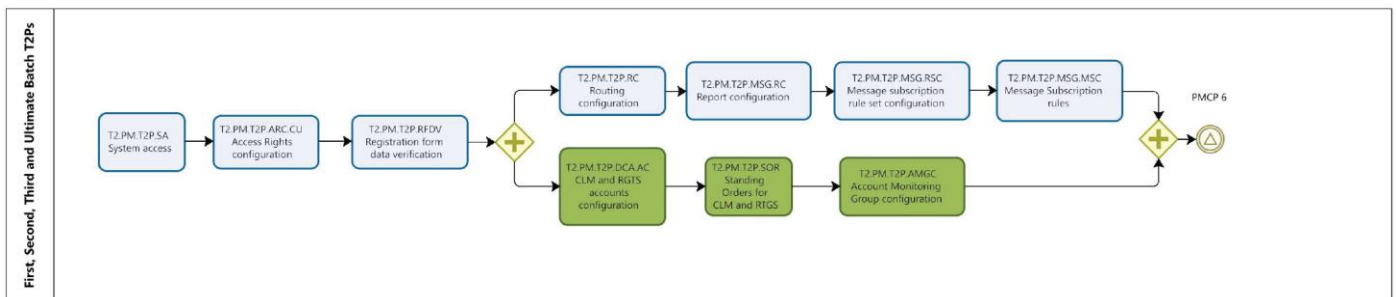 First, Second, Third and Ultimate Batch T2Ps
T2.PM.T2P.SA
System access
T2.PM.T2P.ARC.CU
Access Rights
configuration
T2.PM.T2P.RFDV
Registration form
data verification
T2.PM.T2P.RC
Routing
configuration
T2.PM.T2P.MSG.RC
Report configuration
T2.PM.T2P.MSG.RSC
Message subscription
rule set configuration
T2.PM.T2P.MSG.MSC
Message Subscription
rules
T2.PM.T2P.DCA.AC
CLM and RGTS
accounts
configuration
T2.PM.T2P.SOR
Standing
Orders for
CLM and RTGS
T2.PM.T2P.AMGC
Account Monitoring
Group configuration
PMCP 6